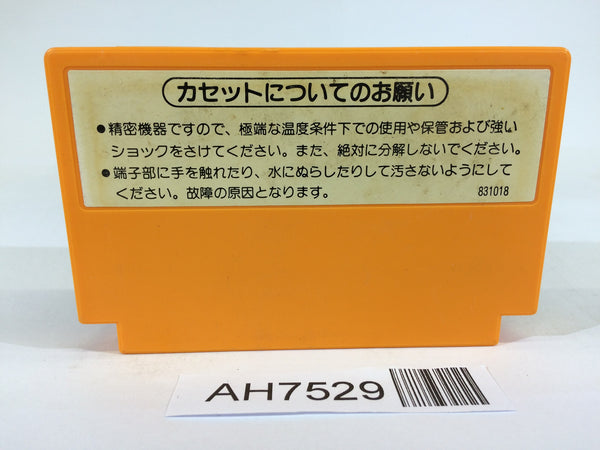 カセットについてのお願い
●精密機器ですので、極端な温度条件下での使用や保管および強い
ショックをさけてください。また、絶対に分解しないでください。
●端子部に手を触れたり、水にぬらしたりして汚さないようにして
ください。故障の原因となります。
831018
AH7529